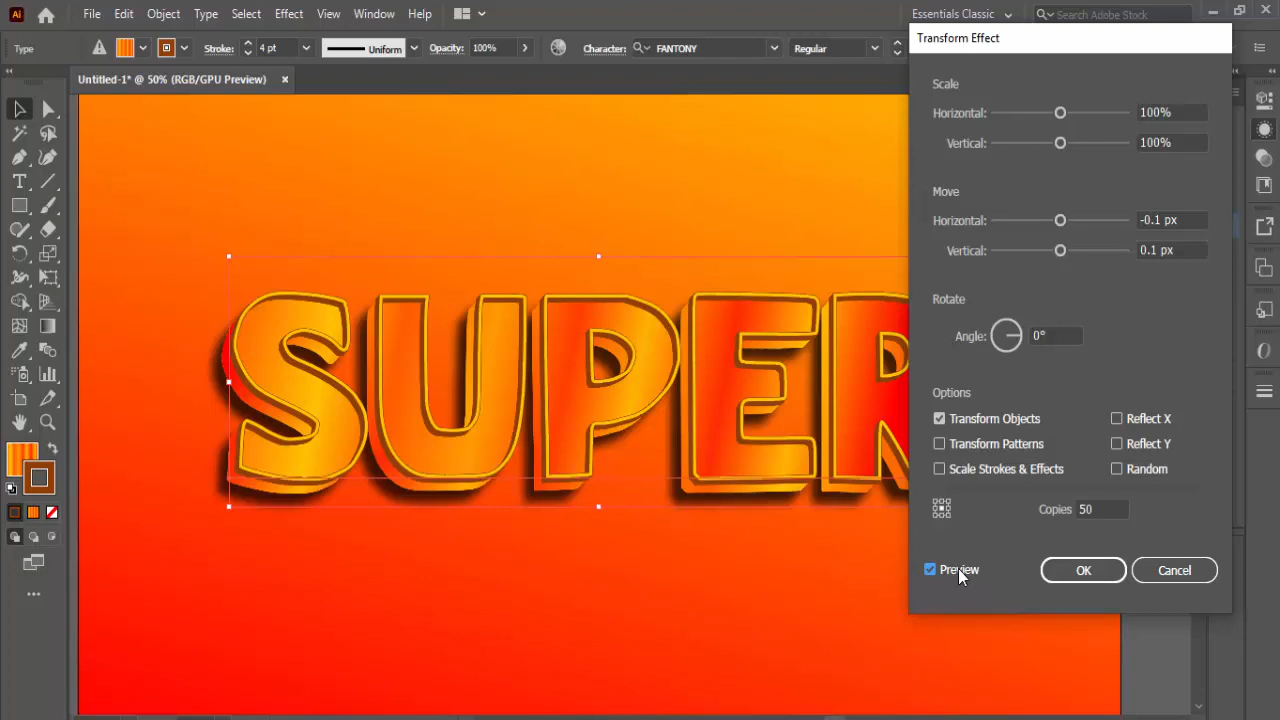 Ai File Edit Object Type Select Effect View Window Help Essentials Classic Search Adobe Stock
Type Stroke: 4 pt Uniform Opacity: 100% Character: FANTONY Regular
Untitled-1* @ 50% (RGB/GPU Preview)
Transform Effect
Scale
Horizontal: 100%
Vertical: 100%
Move
Horizontal: -0.1 px
Vertical: 0.1 px
Rotate
Angle: 0°
Options
Transform Objects Reflect X
Transform Patterns Reflect Y
Scale Strokes & Effects Random
Copies 50
Preview OK Cancel
SUPER